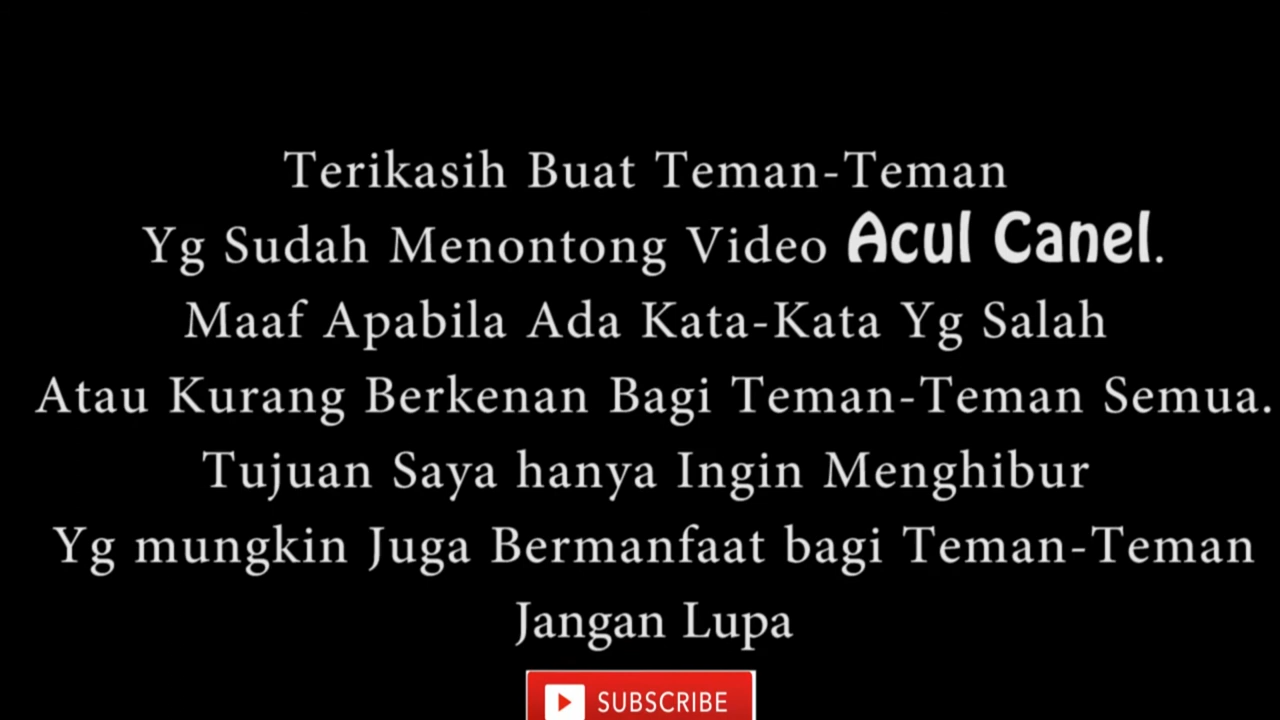 Terikasih Buat Teman-Teman
Yg Sudah Menontong Video Acul Canel.
Maaf Apabila Ada Kata-Kata Yg Salah
Atau Kurang Berkenan Bagi Teman-Teman Semua.
Tujuan Saya hanya Ingin Menghibur
Yg mungkin Juga Bermanfaat bagi Teman-Teman
Jangan Lupa
SUBSCRIBE